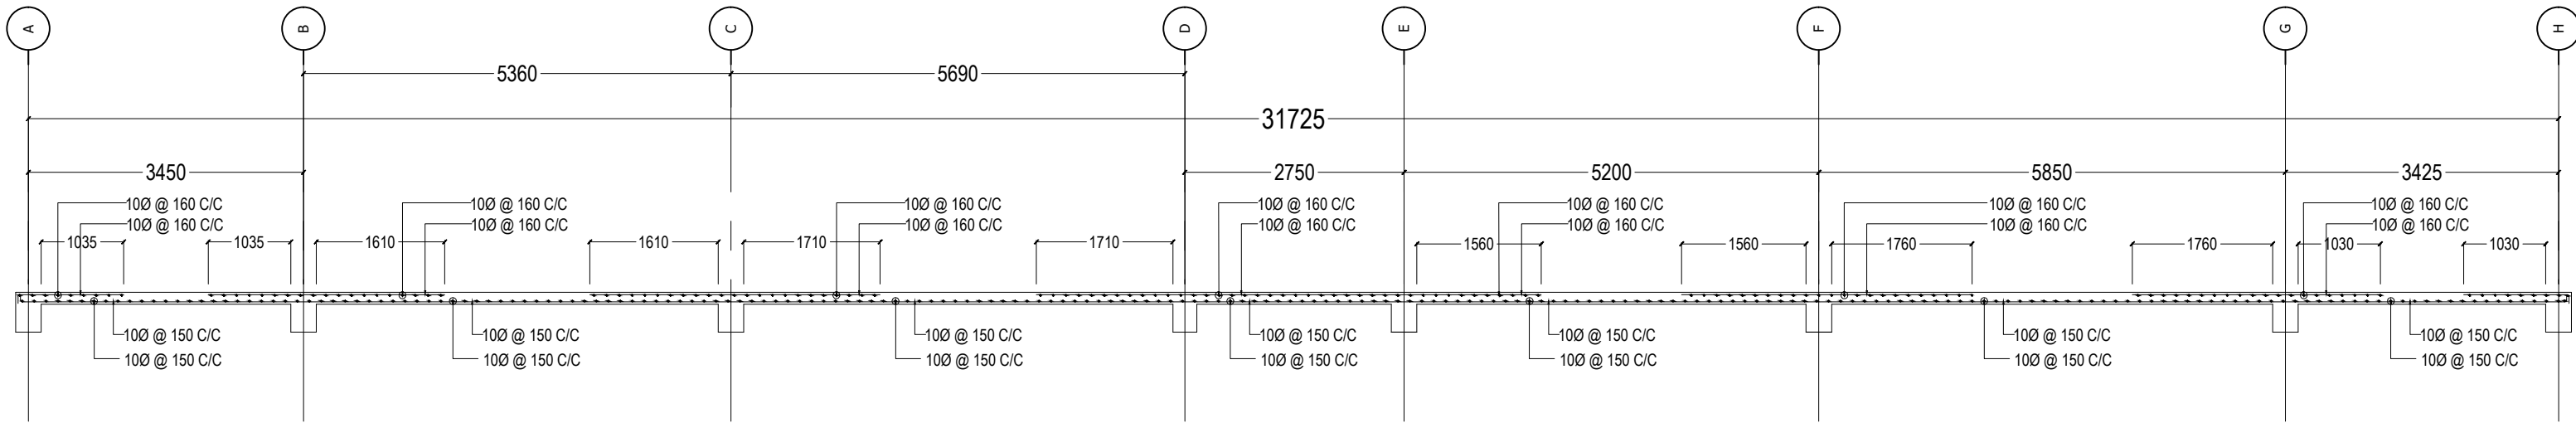 A B C D E F G H
5360 5690
31725
3450 2750 5200 5850 3425
10Ø @ 160 C/C 10Ø @ 160 C/C 10Ø @ 160 C/C 10Ø @ 160 C/C 10Ø @ 160 C/C 10Ø @ 160 C/C 10Ø @ 160 C/C
10Ø @ 160 C/C 10Ø @ 160 C/C 10Ø @ 160 C/C 10Ø @ 160 C/C 10Ø @ 160 C/C 10Ø @ 160 C/C 10Ø @ 160 C/C
1035 1035 1610 1610 1710 1710 1560 1560 1760 1760 1030 1030
10Ø @ 150 C/C 10Ø @ 150 C/C 10Ø @ 150 C/C 10Ø @ 150 C/C 10Ø @ 150 C/C 10Ø @ 150 C/C 10Ø @ 150 C/C
10Ø @ 150 C/C 10Ø @ 150 C/C 10Ø @ 150 C/C 10Ø @ 150 C/C 10Ø @ 150 C/C 10Ø @ 150 C/C 10Ø @ 150 C/C